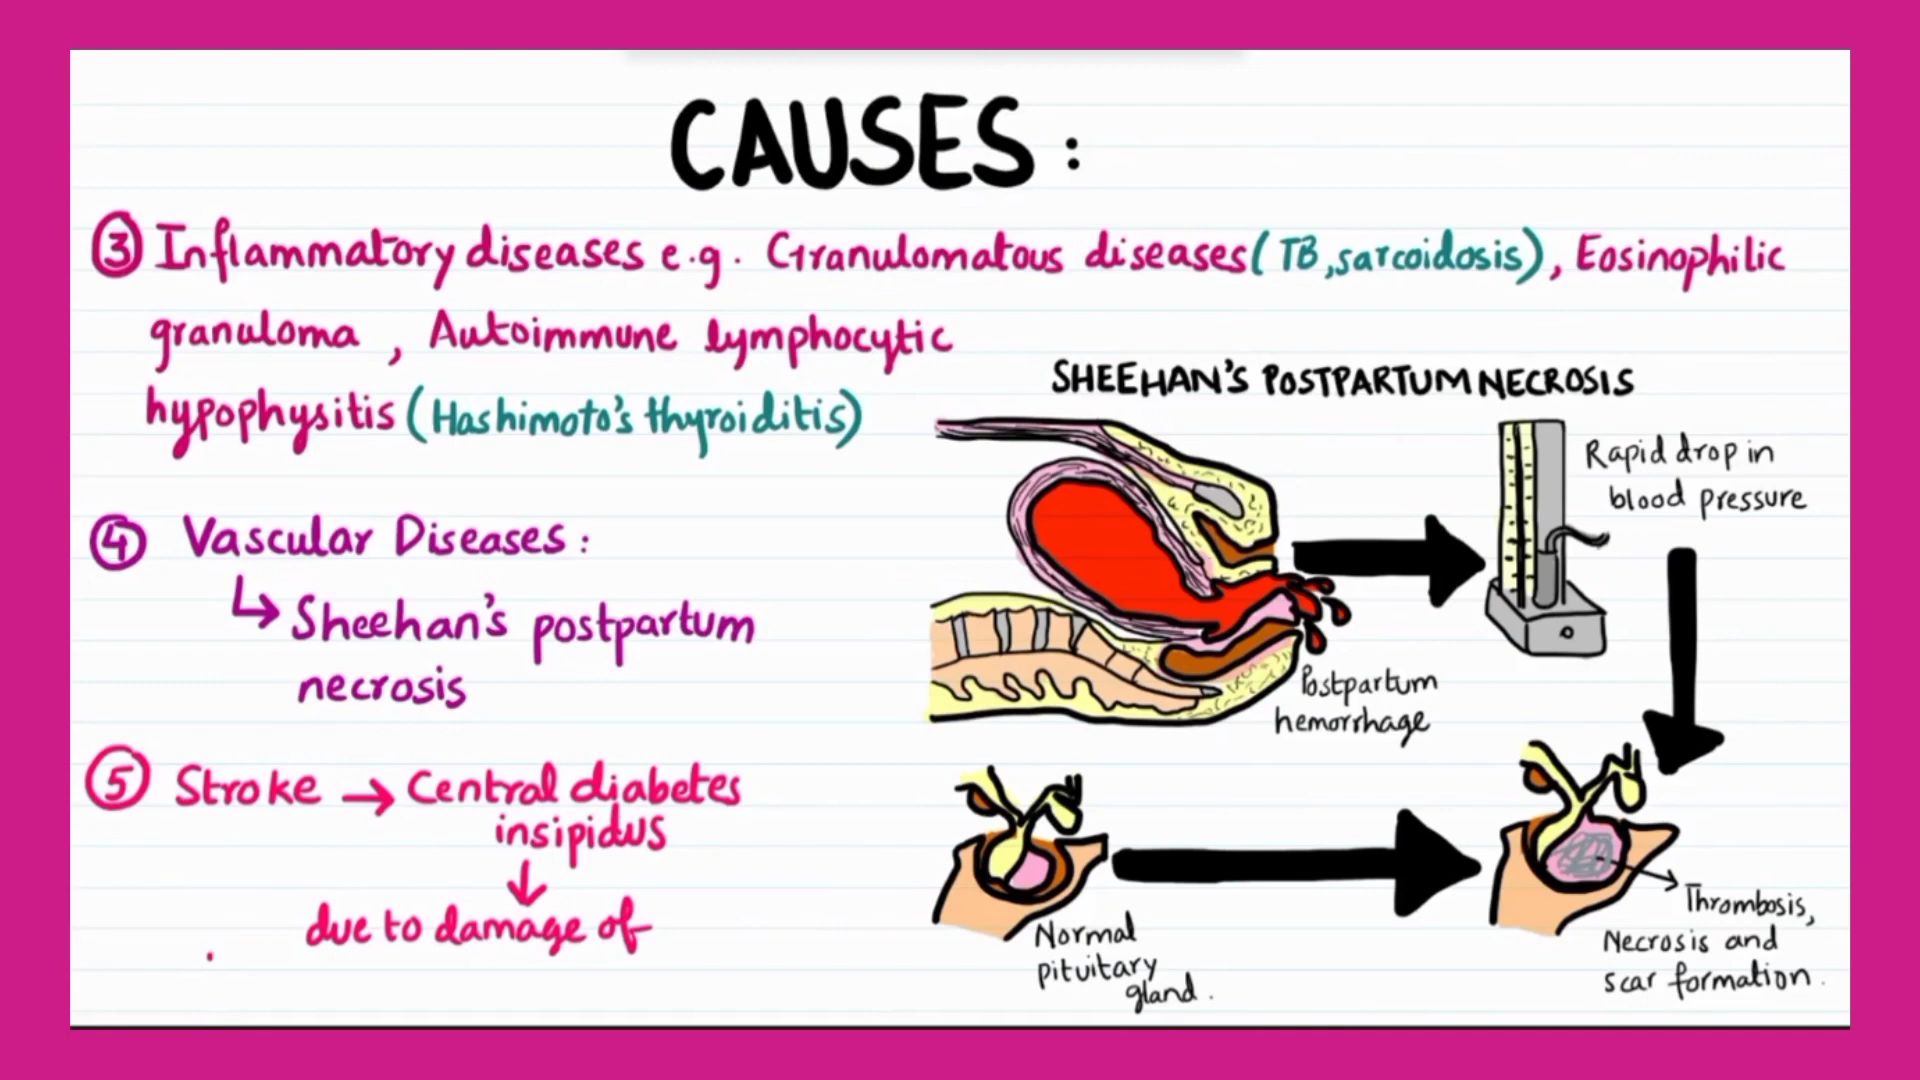 CAUSES:
③ Inflammatory diseases e.g. Granulomatous diseases (TB, sarcoidosis), Eosinophilic
granuloma, Autoimmune lymphocytic
hypophysitis (Hashimoto's thyroiditis)
④ Vascular Diseases:
↳ Sheehan's postpartum
necrosis
⑤ Stroke → Central diabetes
insipidus
↓
due to damage of
SHEEHAN'S POSTPARTUM NECROSIS
Rapid drop in
blood pressure
Postpartum
hemorrhage
Normal
pituitary
gland.
Thrombosis,
Necrosis and
scar formation.